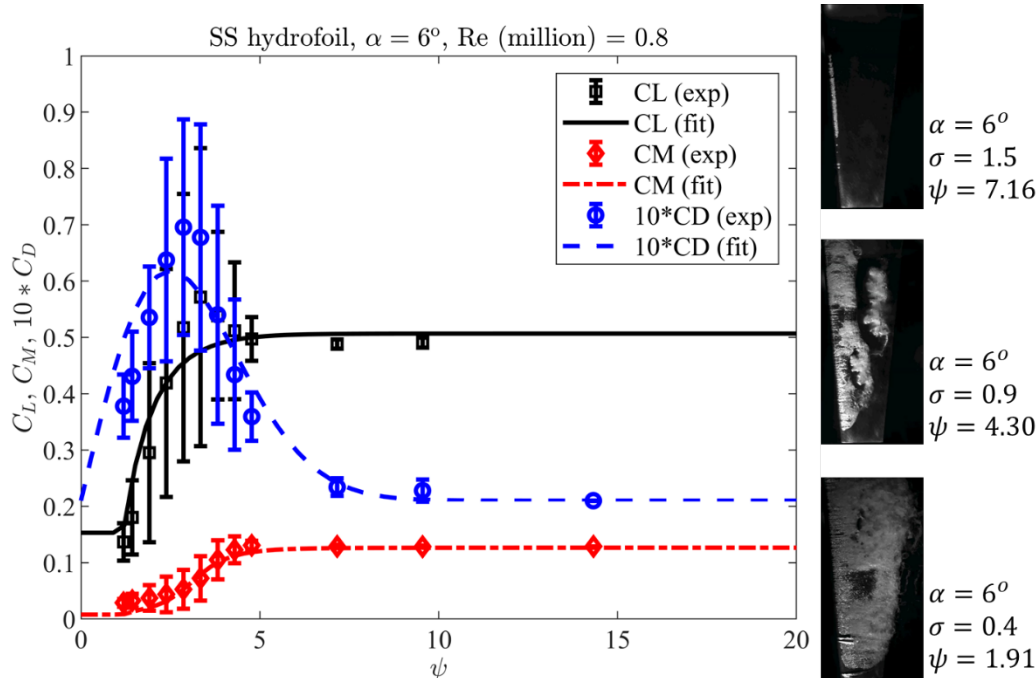 SS hydrofoil, α = 6°, Re (million) = 0.8
1
0.9
0.8
0.7
0.6
0.5
0.4
0.3
0.2
0.1
0
C_L, C_M, 10 * C_D
CL (exp)
CL (fit)
CM (exp)
CM (fit)
10*CD (exp)
10*CD (fit)
0 5 10 15 20
ψ
α = 6°
σ = 1.5
ψ = 7.16
α = 6°
σ = 0.9
ψ = 4.30
α = 6°
σ = 0.4
ψ = 1.91